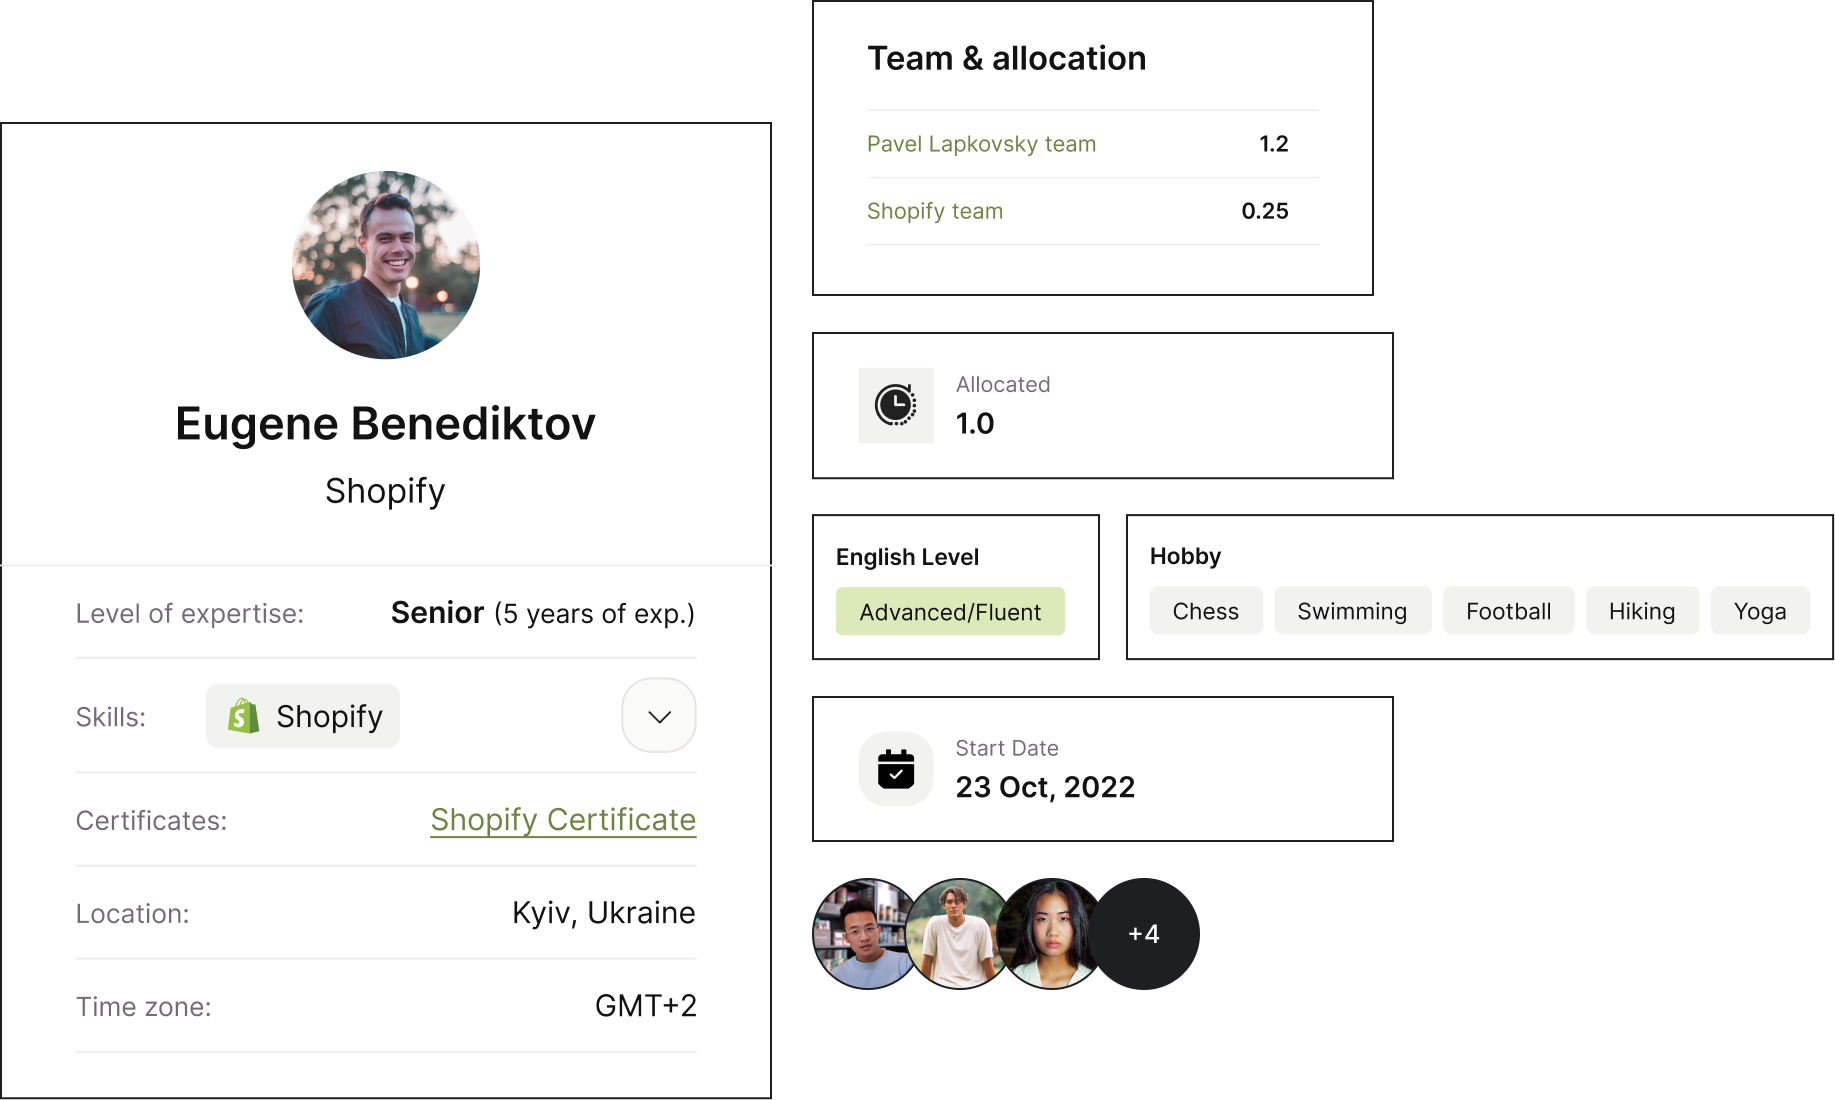 Eugene Benediktov
Shopify
Level of expertise: Senior (5 years of exp.)
Skills: Shopify
Certificates: Shopify Certificate
Location: Kyiv, Ukraine
Time zone: GMT+2
Team & allocation
Pavel Lapkovsky team 1.2
Shopify team 0.25
Allocated
1.0
English Level
Advanced/Fluent
Hobby
Chess Swimming Football Hiking Yoga
Start Date
23 Oct, 2022
+4